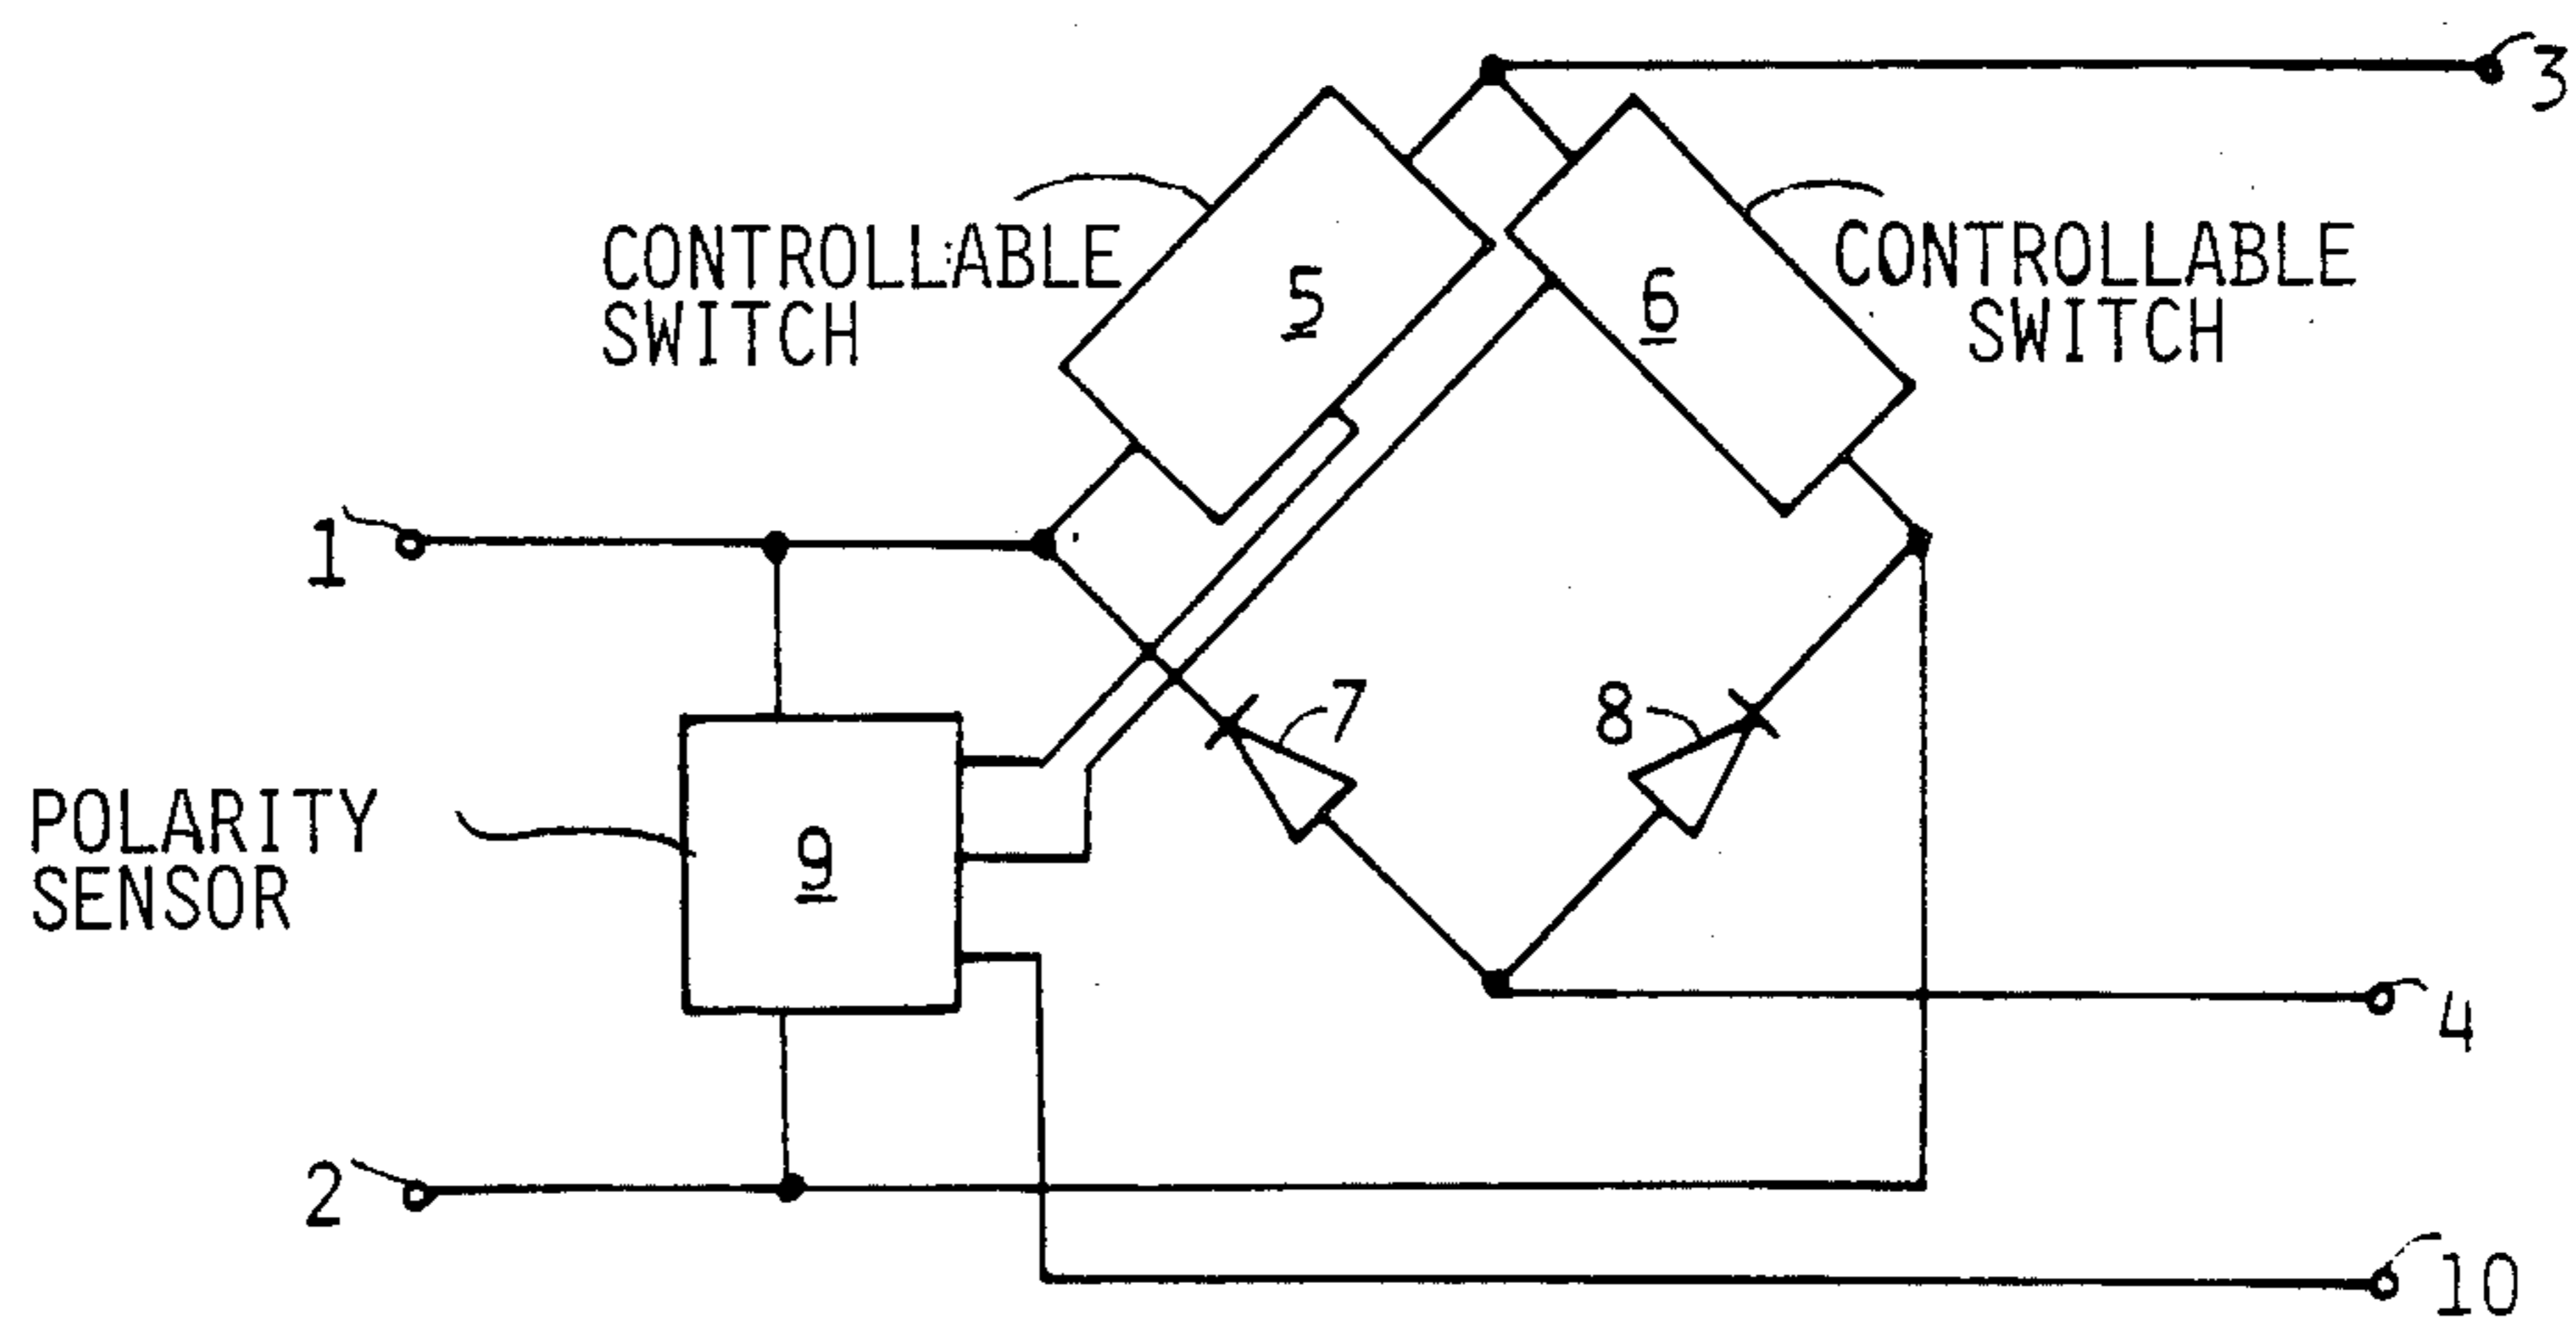 3
CONTROLLABLE
SWITCH
5
6
CONTROLLABLE
SWITCH
1
7
8
POLARITY
SENSOR
9
4
2
10